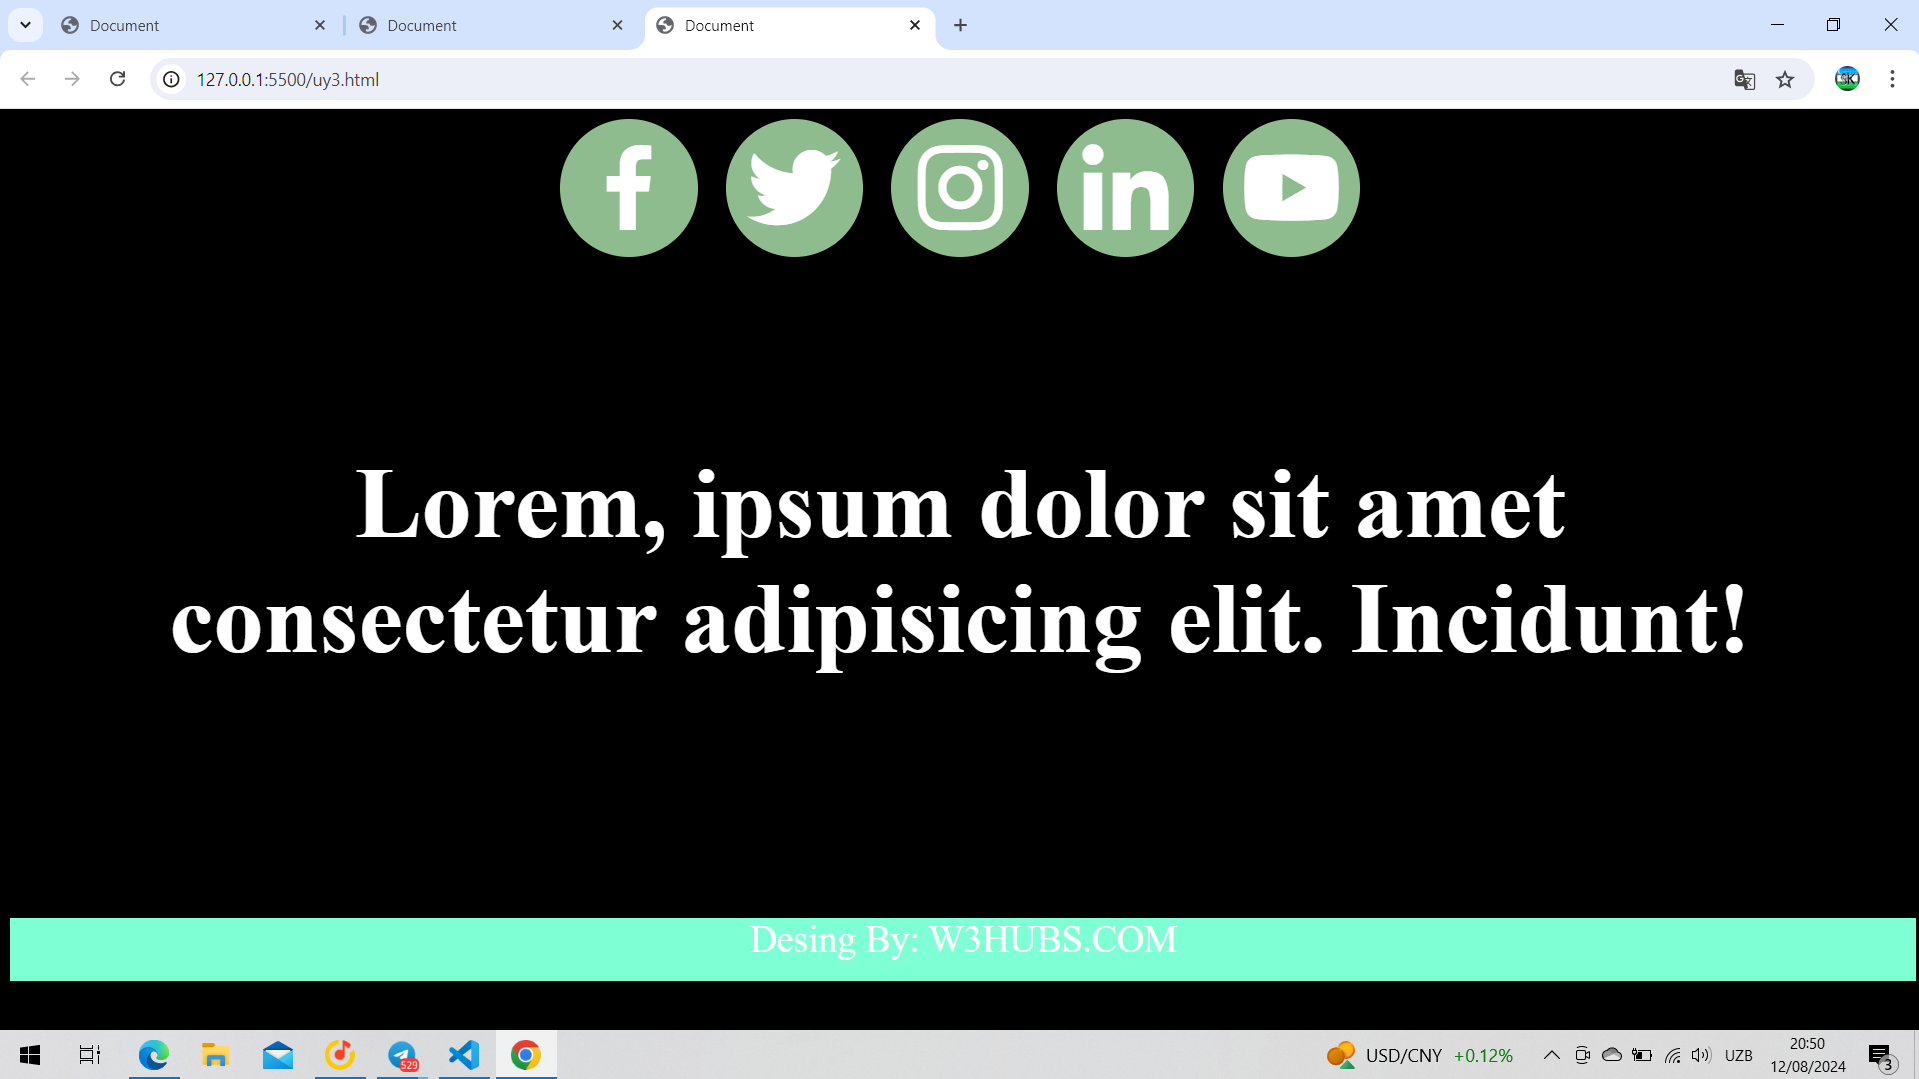 Document
Document
Document
127.0.0.1:5500/uy3.html
SK
Lorem, ipsum dolor sit amet
consectetur adipisicing elit. Incidunt!
Desing By: W3HUBS.COM
529
USD/CNY +0.12%
UZB
20:50
12/08/2024
3